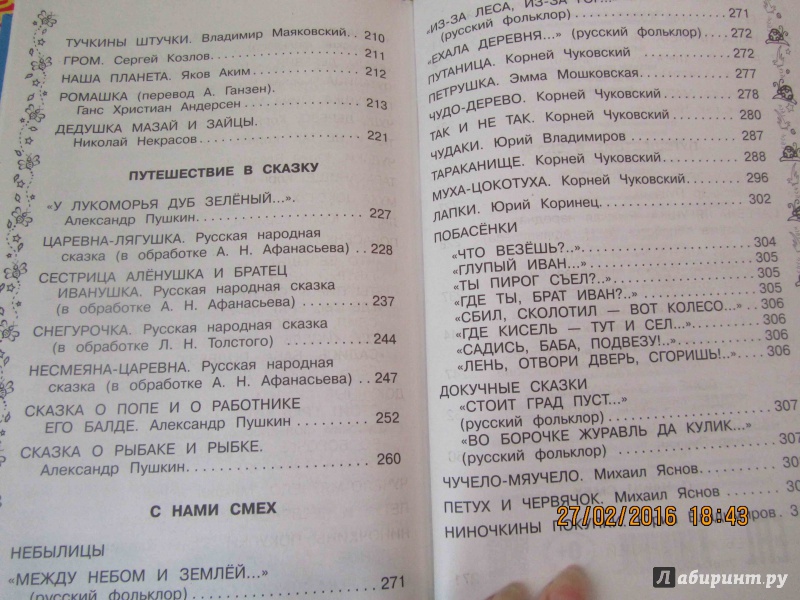 ТУЧКИНЫ ШТУЧКИ. Владимир Маяковский. 210
ГРОМ. Сергей Козлов. 211
НАША ПЛАНЕТА. Яков Аким 212
РОМАШКА (перевод А. Ганзен).
Ганс Христиан Андерсен 213
ДЕДУШКА МАЗАЙ И ЗАЙЦЫ.
Николай Некрасов 221
ПУТЕШЕСТВИЕ В СКАЗКУ
«У ЛУКОМОРЬЯ ДУБ ЗЕЛЁНЫЙ...».
Александр Пушкин 227
ЦАРЕВНА-ЛЯГУШКА. Русская народная
сказка (в обработке А. Н. Афанасьева) 228
СЕСТРИЦА АЛЁНУШКА И БРАТЕЦ
ИВАНУШКА. Русская народная сказка
(в обработке А. Н. Афанасьева) 237
СНЕГУРОЧКА. Русская народная сказка
(в обработке Л. Н. Толстого) 244
НЕСМЕЯНА-ЦАРЕВНА. Русская народная
сказка (в обработке А. Н. Афанасьева) 247
СКАЗКА О ПОПЕ И О РАБОТНИКЕ
ЕГО БАЛДЕ. Александр Пушкин 252
СКАЗКА О РЫБАКЕ И РЫБКЕ.
Александр Пушкин 260
С НАМИ СМЕХ
НЕБЫЛИЦЫ
«МЕЖДУ НЕБОМ И ЗЕМЛЁЙ...»
(русский фольклор) 271
«ИЗ-ЗА ЛЕСА, ИЗ-ЗА
(русский фольклор) 271
«ЕХАЛА ДЕРЕВНЯ...» (русский фольклор) 272
ПУТАНИЦА. Корней Чуковский 272
ПЕТРУШКА. Эмма Мошковская 277
ЧУДО-ДЕРЕВО. Корней Чуковский 278
ТАК И НЕ ТАК. Корней Чуковский 280
ЧУДАКИ. Юрий Владимиров 287
ТАРАКАНИЩЕ. Корней Чуковский 288
МУХА-ЦОКОТУХА. Корней Чуковский 296
ЛАПКИ. Юрий Коринец 302
ПОБАСЁНКИ
«ЧТО ВЕЗЁШЬ?..» 304
«ГЛУПЫЙ ИВАН...» 305
«ТЫ ПИРОГ СЪЕЛ?..» 305
«ГДЕ ТЫ, БРАТ ИВАН?..» 305
«СБИЛ, СКОЛОТИЛ — ВОТ КОЛЕСО...» 306
«ГДЕ КИСЕЛЬ — ТУТ И СЕЛ...» 306
«САДИСЬ, БАБА, ПОДВЕЗУ!..» 306
«ЛЕНЬ, ОТВОРИ ДВЕРЬ, СГОРИШЬ!..» 306
ДОКУЧНЫЕ СКАЗКИ
«СТОИТ ГРАД ПУСТ...»
(русский фольклор) 307
«ВО БОРОЧКЕ ЖУРАВЛЬ ДА КУЛИК...»
(русский фольклор) 307
ЧУЧЕЛО-МЯУЧЕЛО. Михаил Яснов.
ПЕТУХ И ЧЕРВЯЧОК. Михаил Яснов
НИНОЧКИНЫ
27/02/2016 18:43
Лабиринт.ру